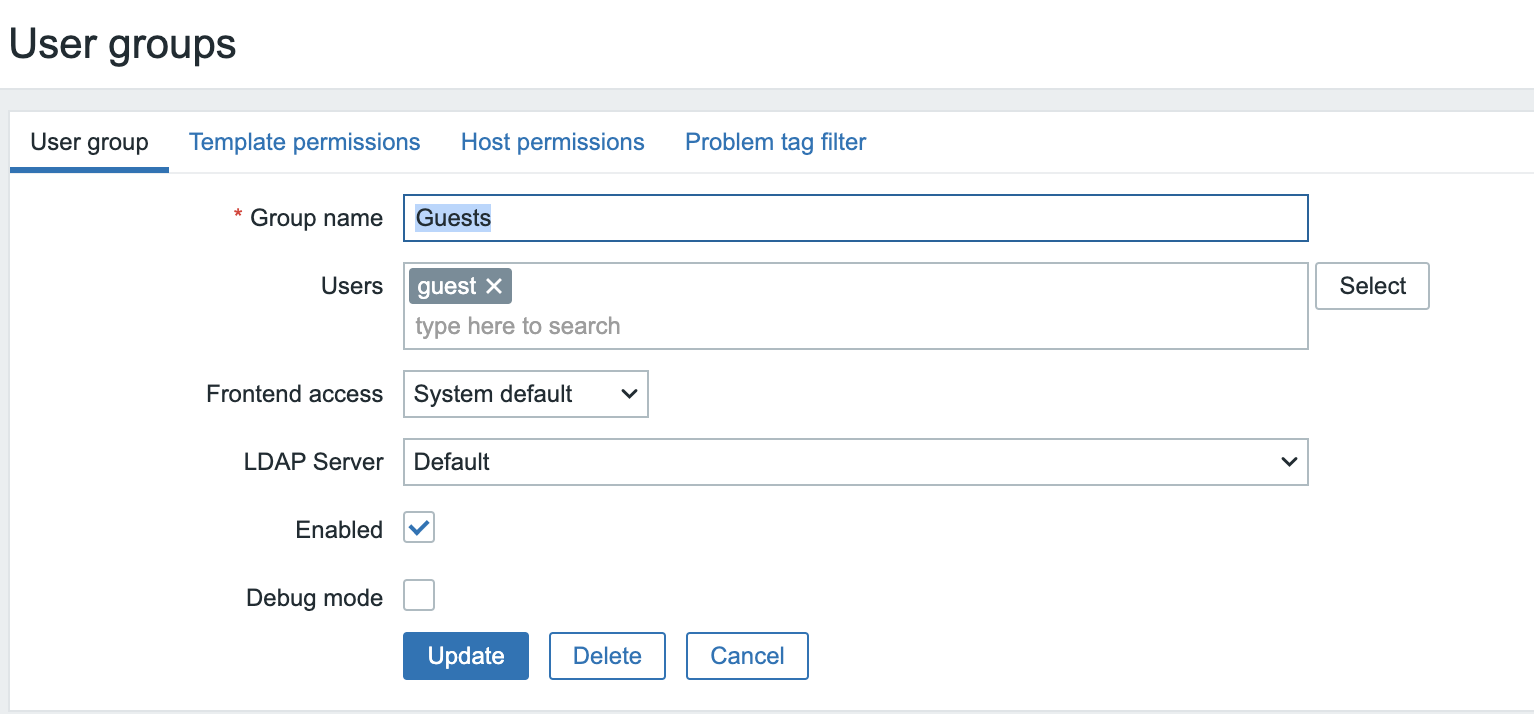 User groups
User group Template permissions Host permissions Problem tag filter
* Group name Guests
Users guest Select
type here to search
Frontend access System default
LDAP Server Default
Enabled
Debug mode
Update Delete Cancel